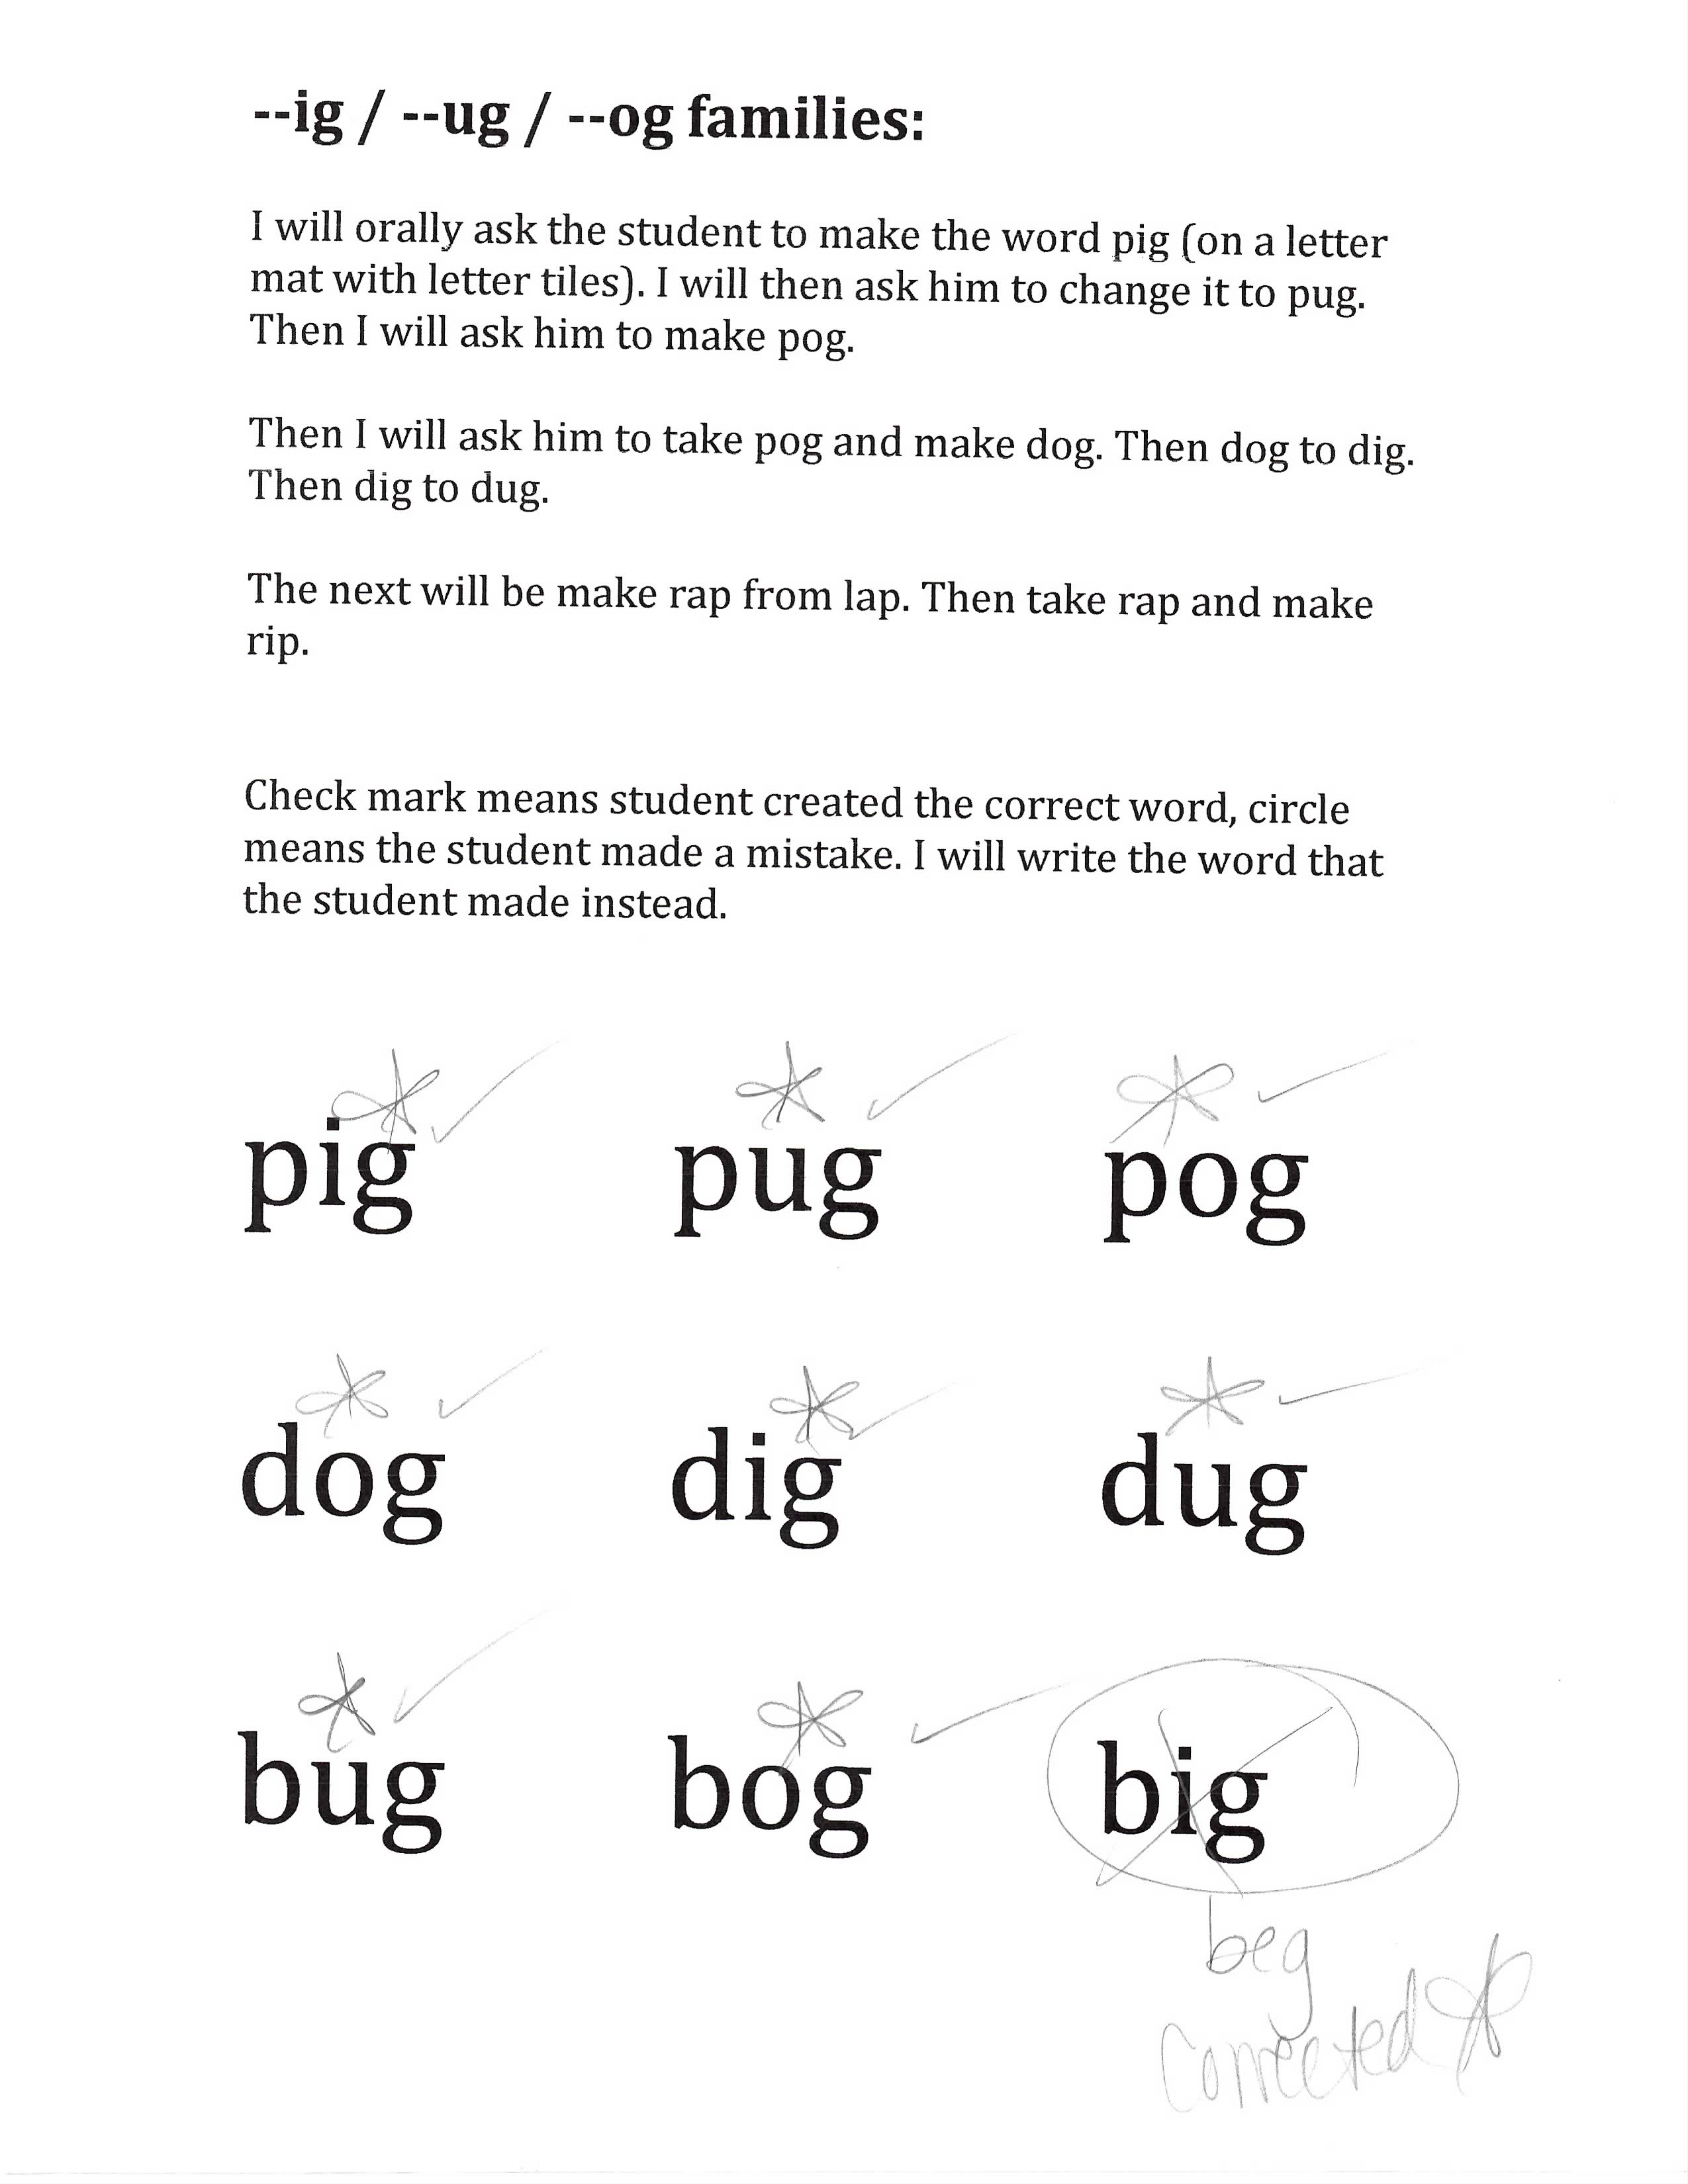 --ig / --ug / --og families:
I will orally ask the student to make the word pig (on a letter
mat with letter tiles). I will then ask him to change it to pug.
Then I will ask him to make pog.
Then I will ask him to take pog and make dog. Then dog to dig.
Then dig to dug.
The next will be make rap from lap. Then take rap and make
rip.
Check mark means student created the correct word, circle
means the student made a mistake. I will write the word that
the student made instead.
pig pug pog
dog dig dug
bug bog big
beg
corrected